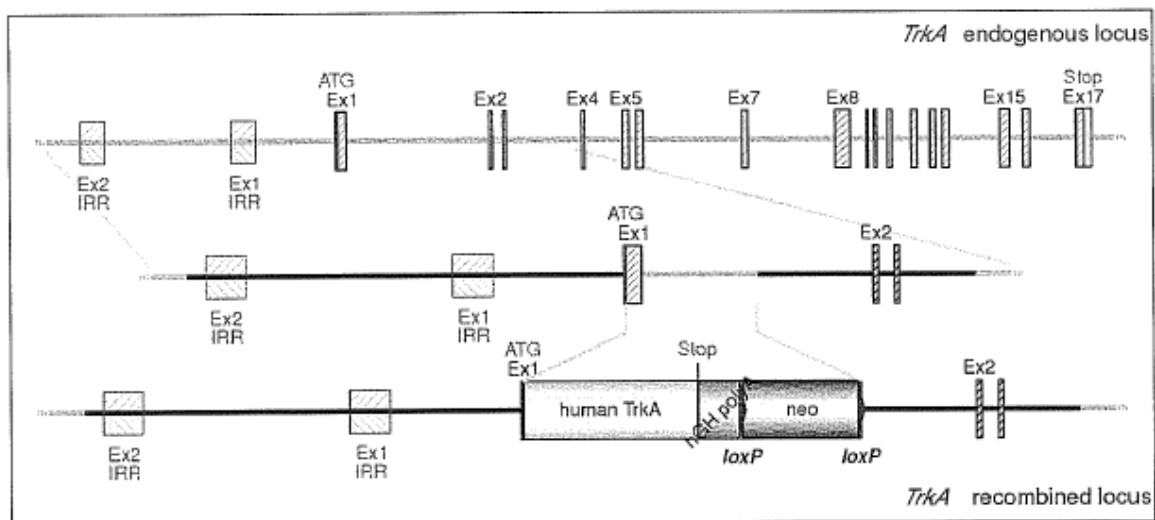 TrkA endogenous locus
ATG
Ex1
Ex2
Ex4
Ex5
Ex7
Ex8
Ex15
Stop
Ex17
Ex2
IRR
Ex1
IRR
ATG
Ex1
Ex2
Ex2
IRR
Ex1
IRR
ATG
Ex1
Stop
Ex2
human TrkA
hGH polyA
neo
Ex2
IRR
Ex1
IRR
loxP
loxP
TrkA recombined locus